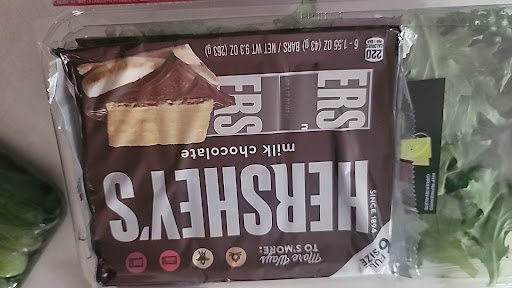 6 FULL
SIZE
More Ways
TO S'MORE:
SINCE 1894
HERSHEY'S
milk chocolate
ERS
ERS
220
6 - 1.55 OZ (43 g) BARS / NET WT 9.3 OZ (263 g)